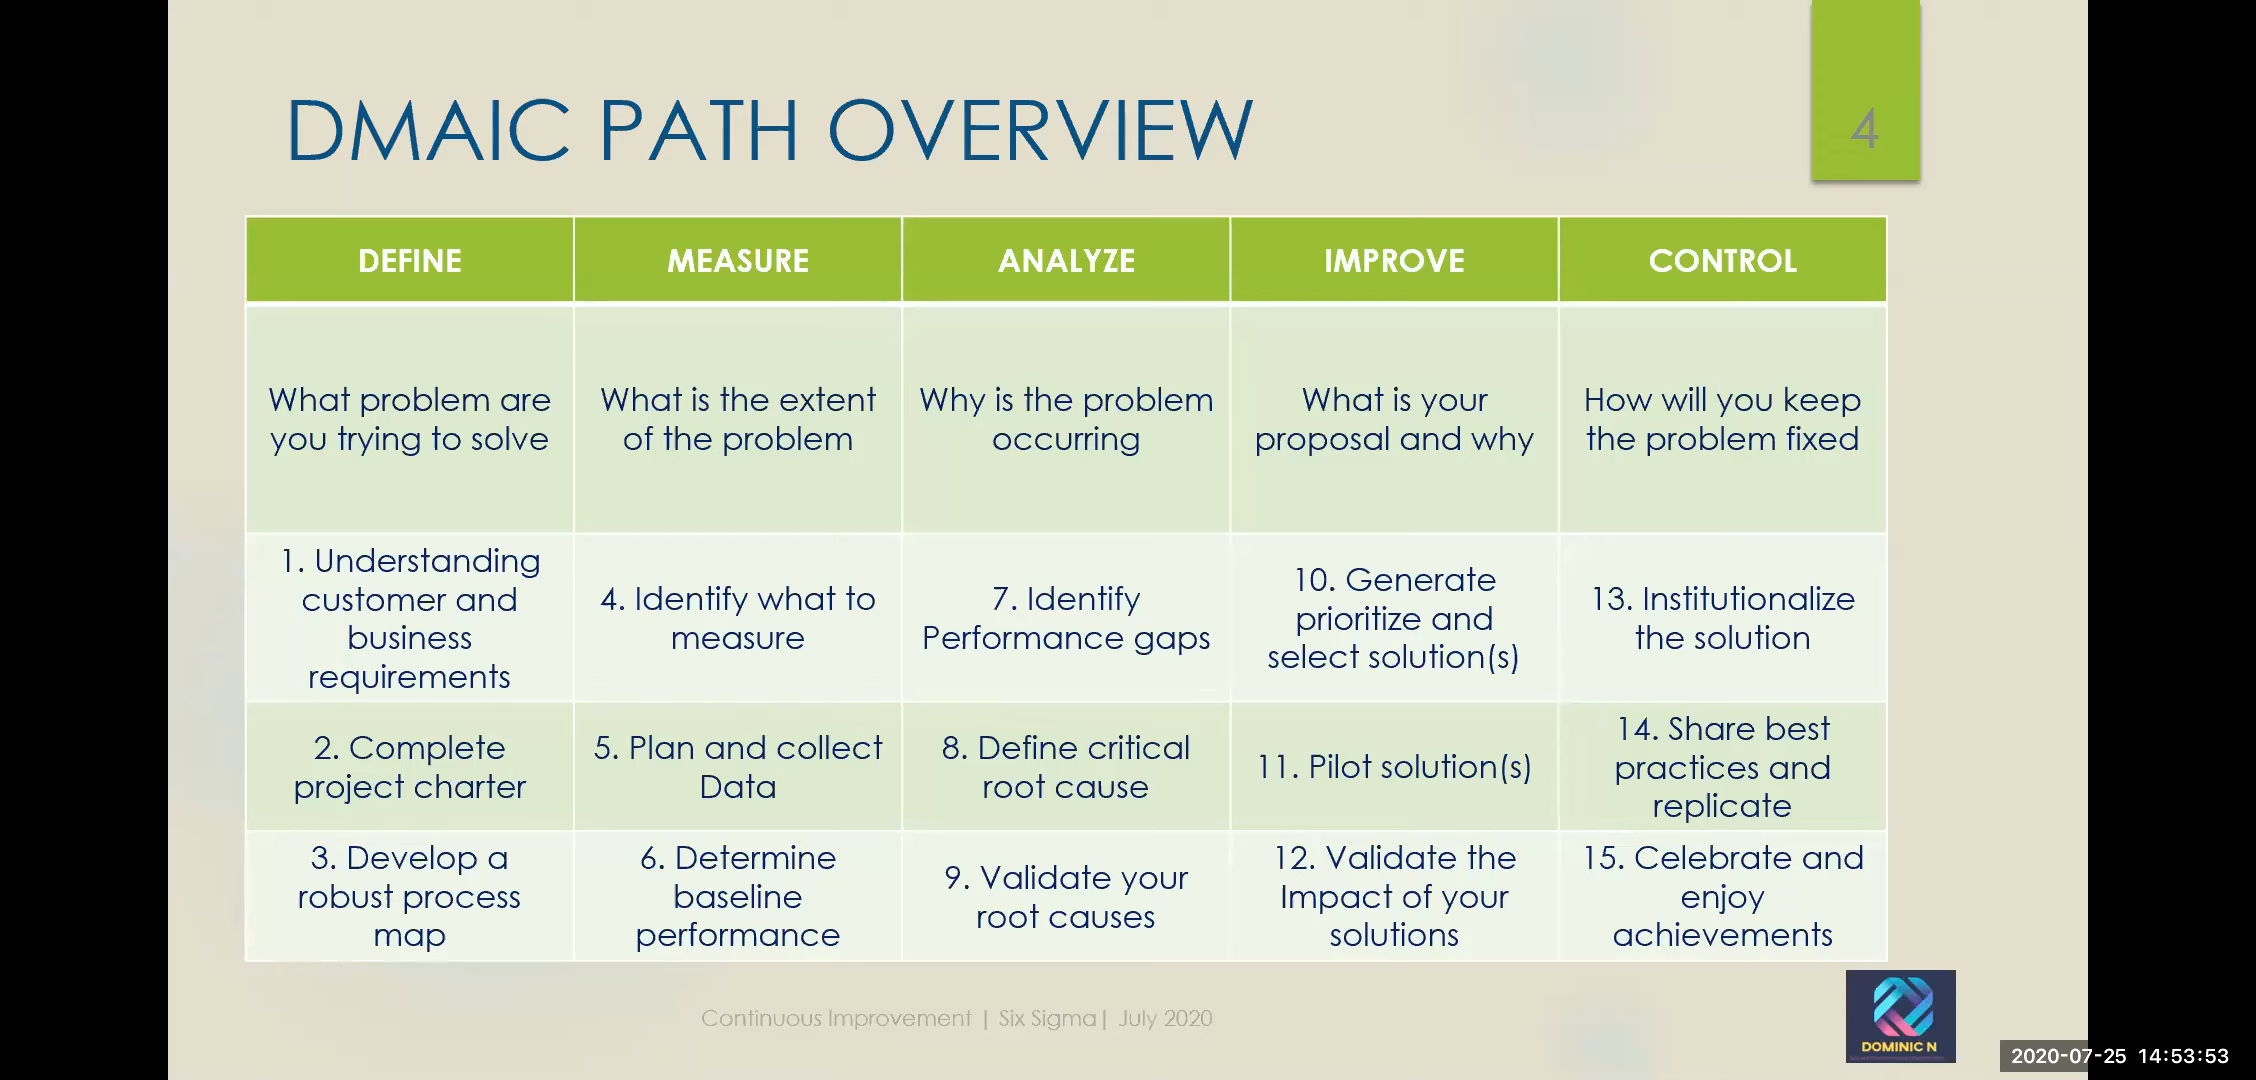 DMAIC PATH OVERVIEW
4
DEFINE
MEASURE
ANALYZE
IMPROVE
CONTROL
What problem are
you trying to solve
What is the extent
of the problem
Why is the problem
occurring
What is your
proposal and why
How will you keep
the problem fixed
1. Understanding
customer and
business
requirements
4. Identify what to
measure
7. Identify
Performance gaps
10. Generate
prioritize and
select solution(s)
13. Institutionalize
the solution
2. Complete
project charter
5. Plan and collect
Data
8. Define critical
root cause
11. Pilot solution(s)
14. Share best
practices and
replicate
3. Develop a
robust process
map
6. Determine
baseline
performance
9. Validate your
root causes
12. Validate the
Impact of your
solutions
15. Celebrate and
enjoy
achievements
Continuous Improvement | Six Sigma| July 2020
DOMINIC N
2020-07-25 14:53:53